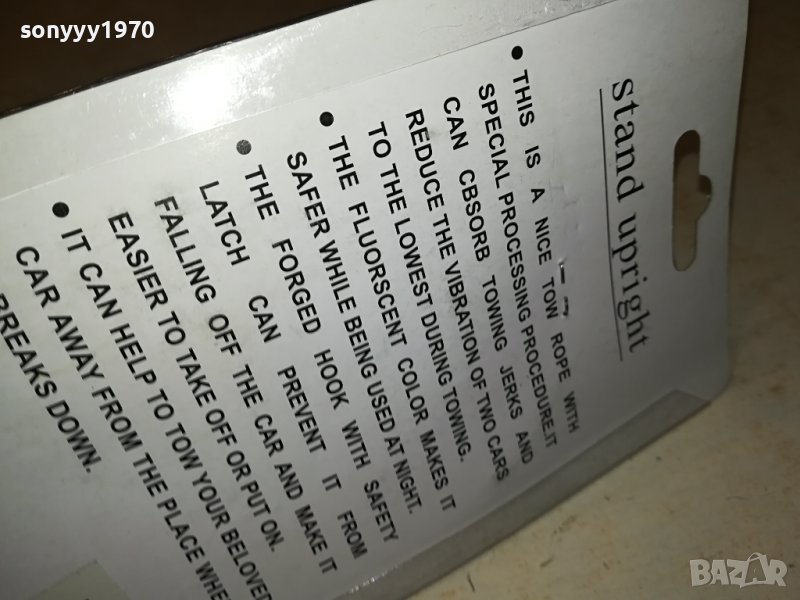 sonyyy1970
stand upright
• THIS IS A NICE TOW ROPE WITH
SPECIAL PROCESSING PROCEDURE.IT
CAN CBSORB TOWING JERKS AND
REDUCE THE VIBRATION OF TWO CARS
TO THE LOWEST DURING TOWING.
• THE FLUORSCENT COLOR MAKES IT
SAFER WHILE BEING USED AT NIGHT.
• THE FORGED HOOK WITH SAFETY
LATCH CAN PREVENT IT FROM
FALLING OFF THE CAR AND MAKE IT
EASIER TO TAKE OFF OR PUT ON.
• IT CAN HELP TO TOW YOUR BELOVED
CAR AWAY FROM THE PLACE WHE
BREAKS DOWN.
BAZAR